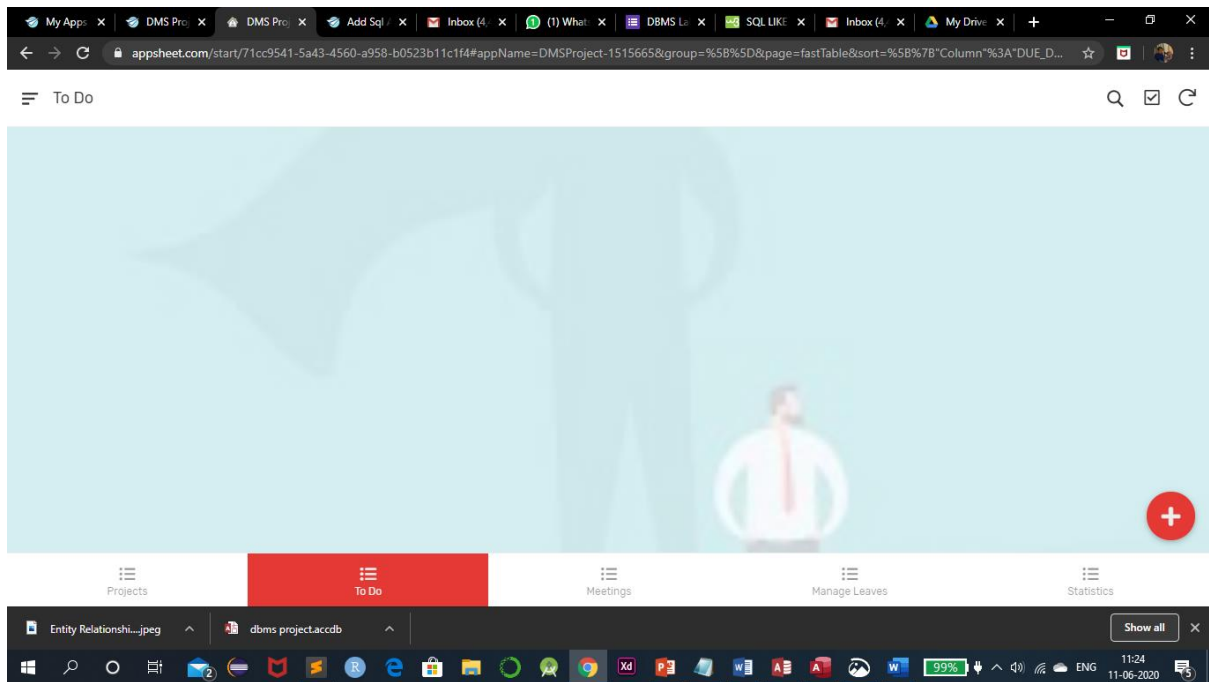 My Apps DMS Pro DMS Proj Add Sql / Inbox (4, (1) What DBMS La SQL LIKE Inbox (4, My Drive
appsheet.com/start/71cc9541-5a43-4560-a958-b0523b11c1f4#appName=DMSProject-1515665&group=%5B%5D&page=fastTable&sort=%5B%7B"Column"%3A"DUE_D...
To Do
Projects To Do Meetings Manage Leaves Statistics
Entity Relationshi....jpeg dbms project.accdb Show all
99% ENG 11:24
11-06-2020